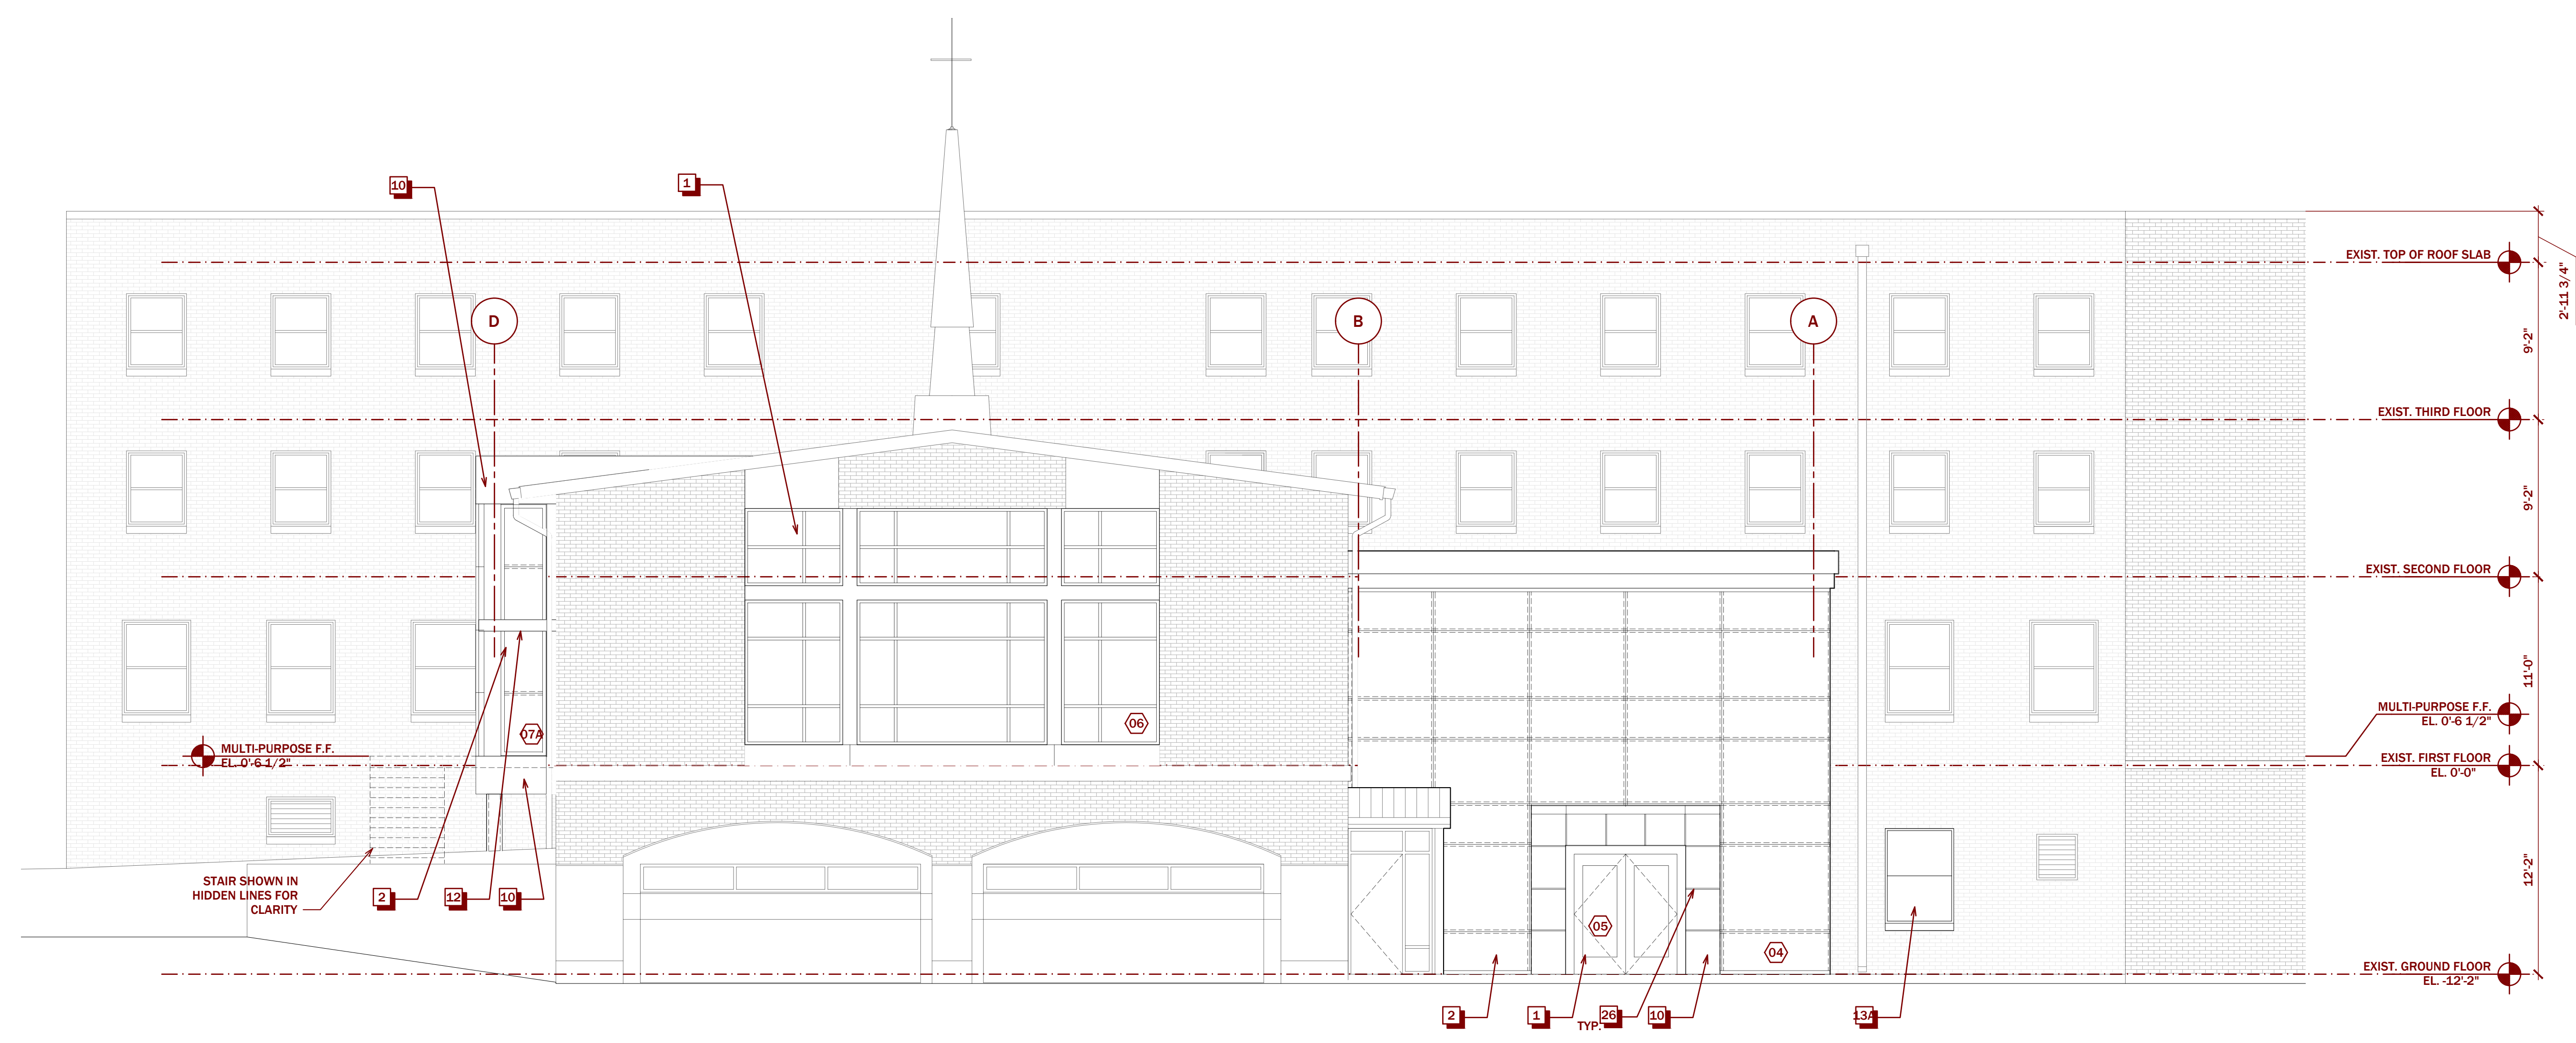 10
1
EXIST. TOP OF ROOF SLAB
2'-11 3/4"
D
B
A
9'-2"
EXIST. THIRD FLOOR
9'-2"
EXIST. SECOND FLOOR
11'-0"
07A
06
MULTI-PURPOSE F.F.
EL. 0'-6 1/2"
MULTI-PURPOSE F.F.
EL. 0'-6 1/2"
EXIST. FIRST FLOOR
EL. 0'-0"
12'-2"
STAIR SHOWN IN
HIDDEN LINES FOR
CLARITY
2
12
10
05
04
EXIST. GROUND FLOOR
EL. -12'-2"
2
1
TYP.
26
10
13A